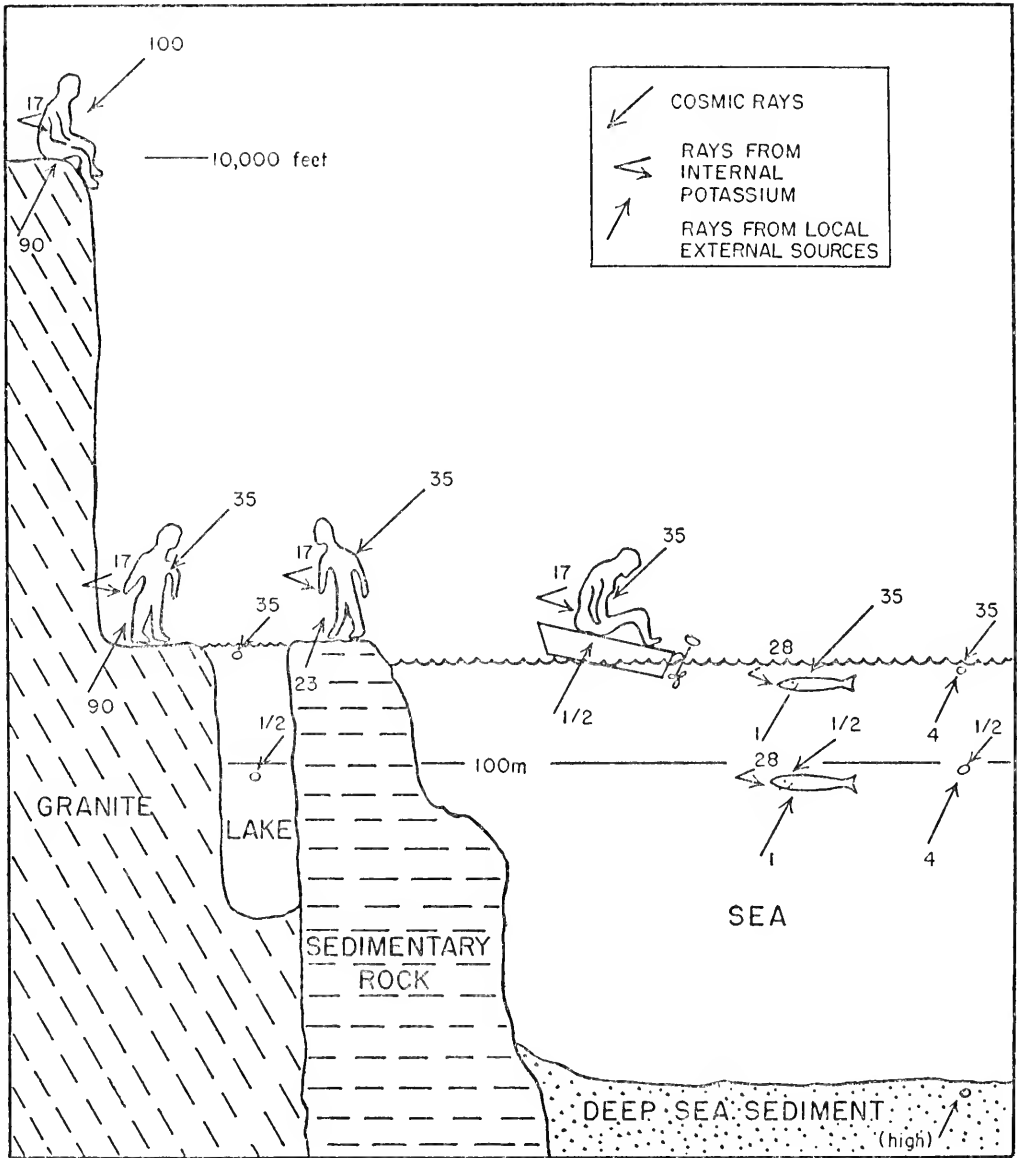 100
17
COSMIC RAYS
RAYS FROM
INTERNAL
POTASSIUM
RAYS FROM LOCAL
EXTERNAL SOURCES
10,000 feet
90
35
35
17
17
17
35
35
28
35
35
23
90
1/2
1/2
1
1/2
4
1/2
28
100m
GRANITE
LAKE
1
4
SEA
SEDIMENTARY
ROCK
DEEP SEA SEDIMENT
(high)